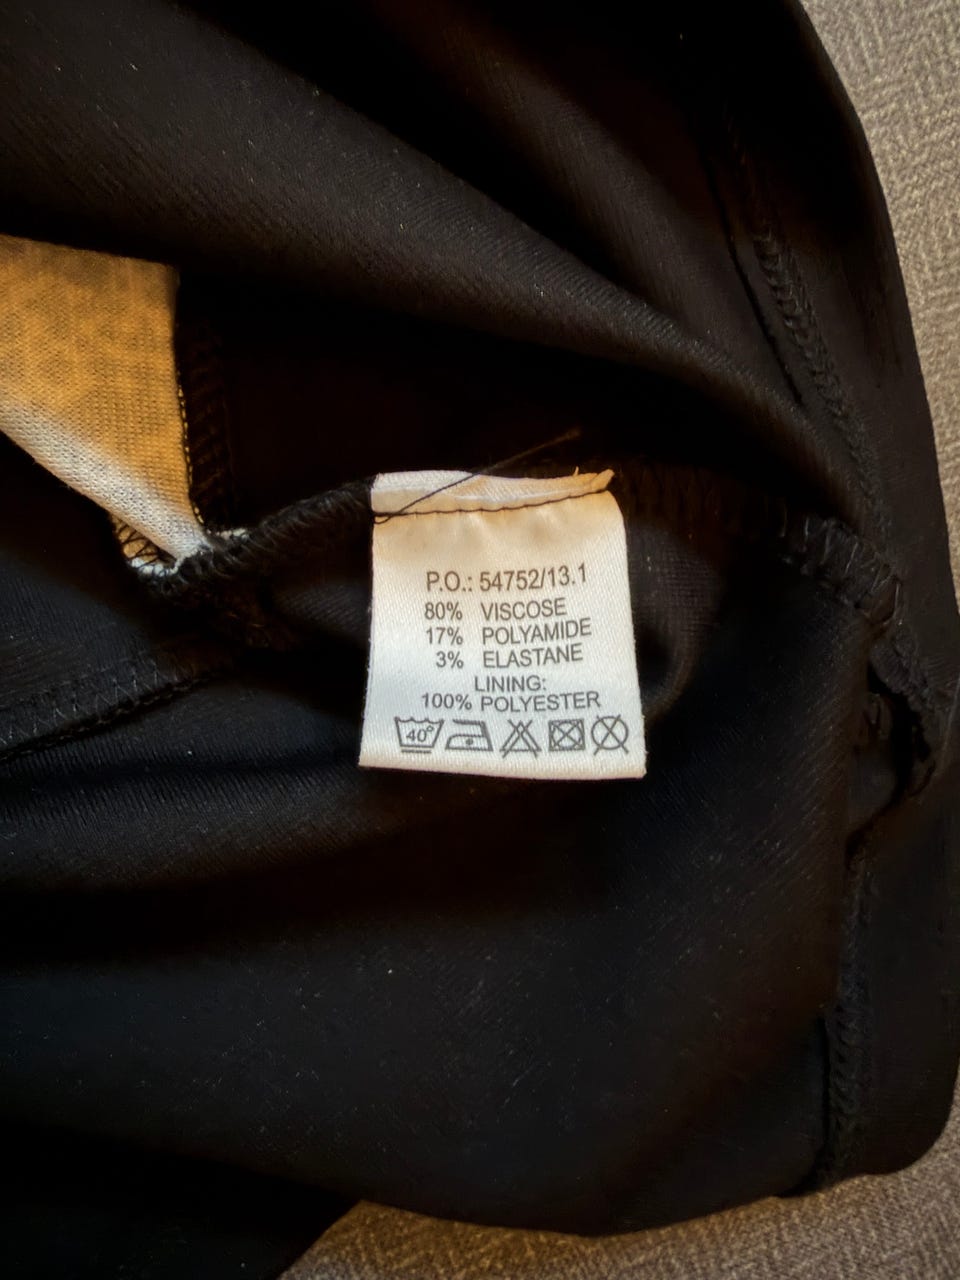 P.O.: 54752/13.1
80% VISCOSE
17% POLYAMIDE
3% ELASTANE
LINING:
100% POLYESTER
40°